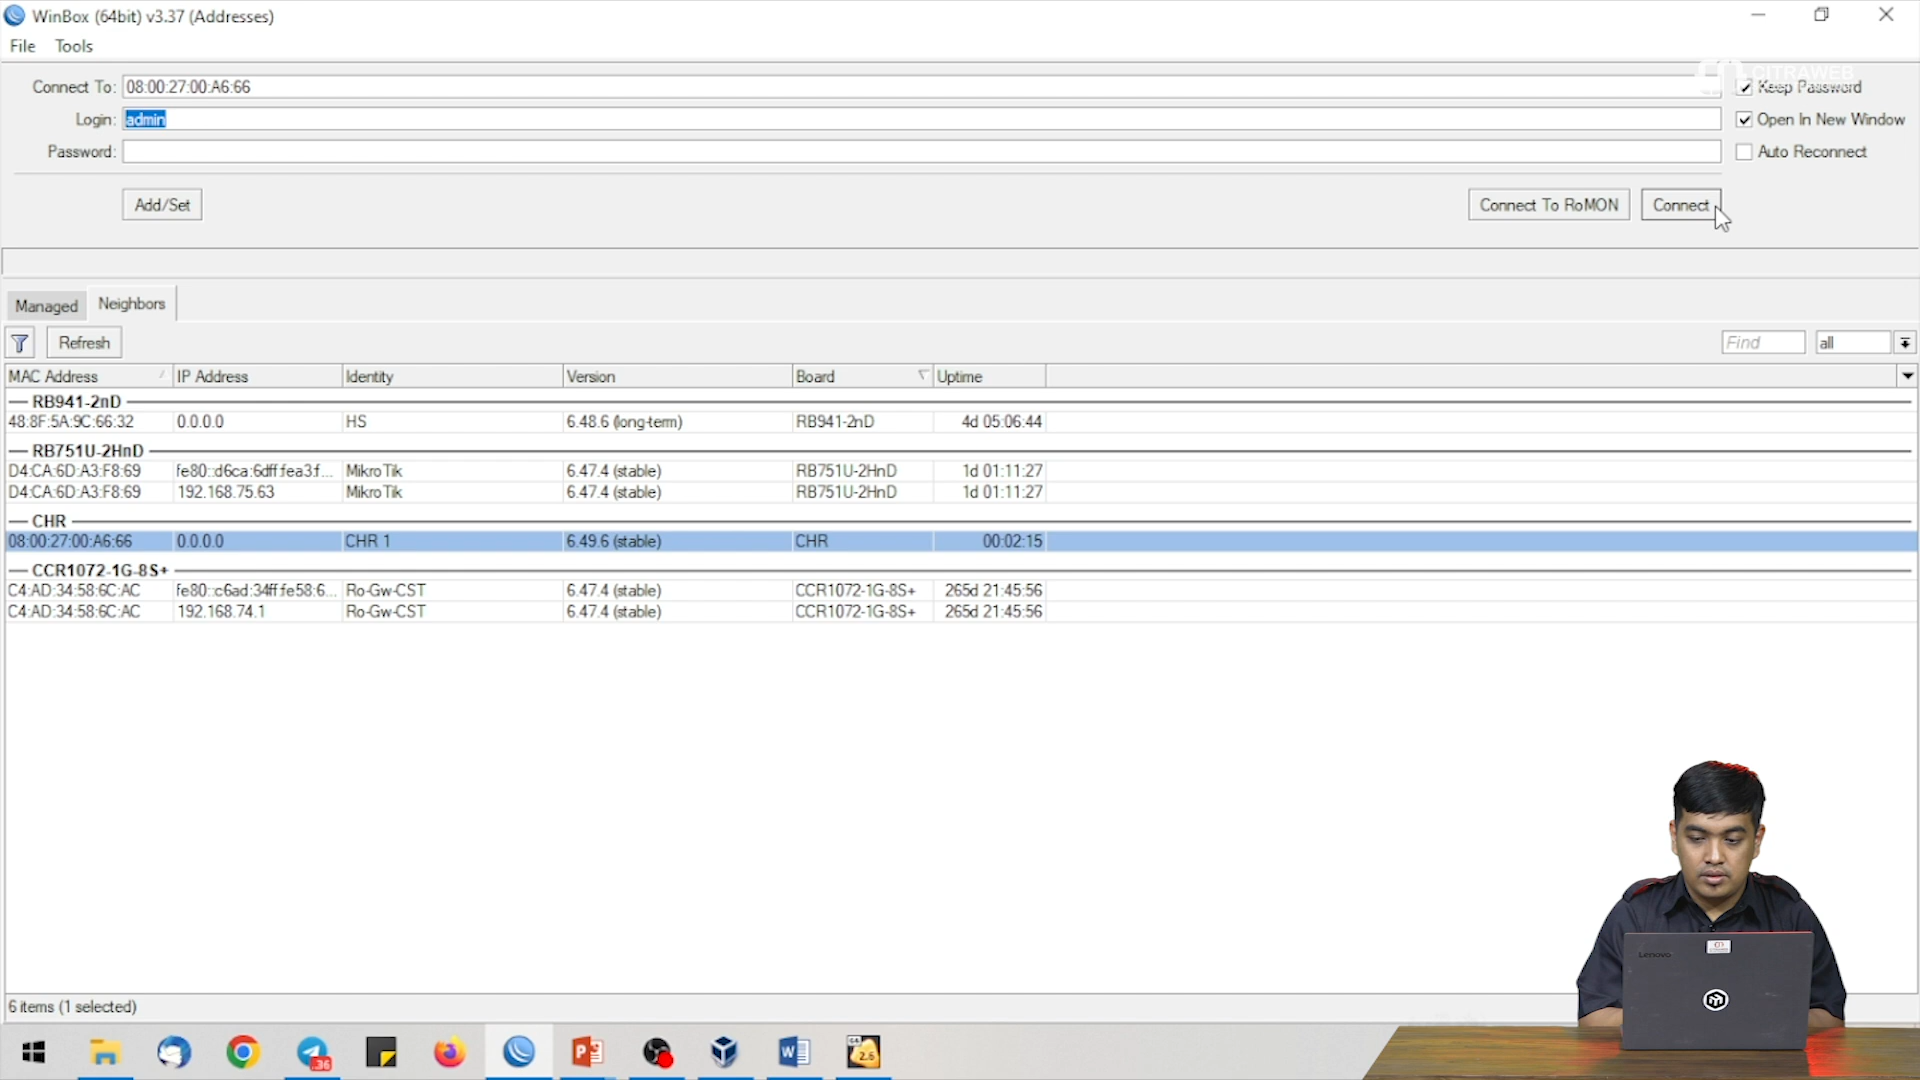 WinBox (64bit) v3.37 (Addresses)
File Tools
Connect To: 08:00:27:00:A6:66
CITRAWEB
Keep Password
Login: admin
Open In New Window
Password:
Auto Reconnect
Add/Set
Connect To RoMON
Connect
Managed
Neighbors
Refresh
Find
all
MAC Address IP Address Identity Version Board Uptime
RB941-2nD
48:8F:5A:9C:66:32 0.0.0.0 HS 6.48.6 (long-term) RB941-2nD 4d 05:06:44
RB751U-2HnD
D4:CA:6D:A3:F8:69 fe80::d6ca:6dff:fea3:f... MikroTik 6.47.4 (stable) RB751U-2HnD 1d 01:11:27
D4:CA:6D:A3:F8:69 192.168.75.63 MikroTik 6.47.4 (stable) RB751U-2HnD 1d 01:11:27
CHR
08:00:27:00:A6:66 0.0.0.0 CHR 1 6.49.6 (stable) CHR 00:02:15
CCR1072-1G-8S+
C4:AD:34:58:6C:AC fe80::c6ad:34ff:fe58:6... Ro-Gw-CST 6.47.4 (stable) CCR1072-1G-8S+ 265d 21:45:56
C4:AD:34:58:6C:AC 192.168.74.1 Ro-Gw-CST 6.47.4 (stable) CCR1072-1G-8S+ 265d 21:45:56
Lenovo
6 items (1 selected)
36
2.6